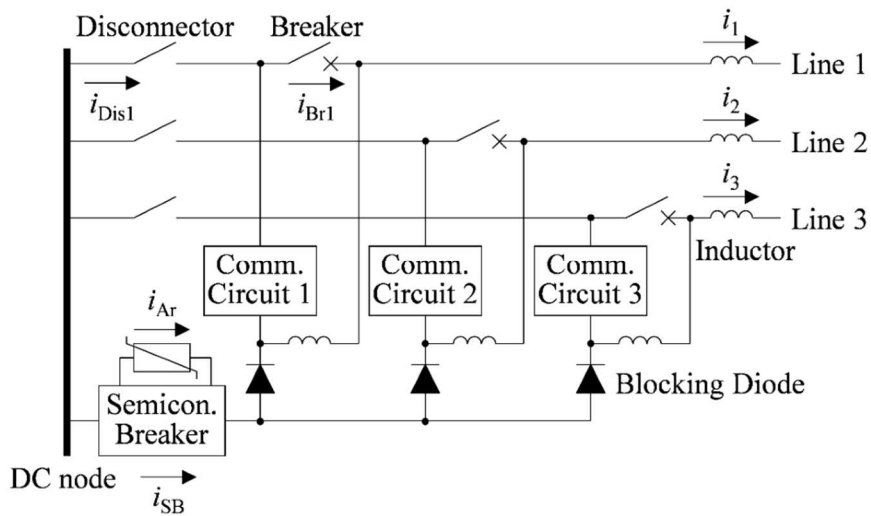 Disconnector
Breaker
i1
Line 1
iDis1
iBr1
i2
Line 2
i3
Line 3
Inductor
Comm.
Circuit 1
Comm.
Circuit 2
Comm.
Circuit 3
iAr
Blocking Diode
Semicon.
Breaker
DC node
iSB